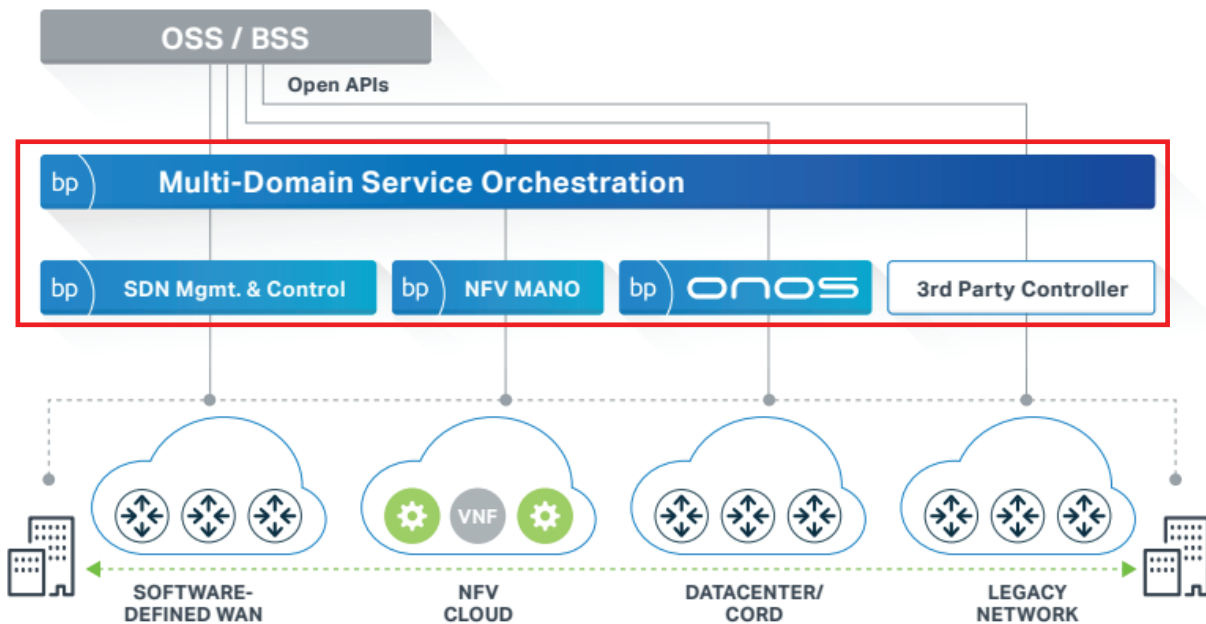 OSS / BSS
Open APIs
bp Multi-Domain Service Orchestration
bp SDN Mgmt. & Control
bp NFV MANO
bp onos
3rd Party Controller
VNF
SOFTWARE-
DEFINED WAN
NFV
CLOUD
DATACENTER/
CORD
LEGACY
NETWORK